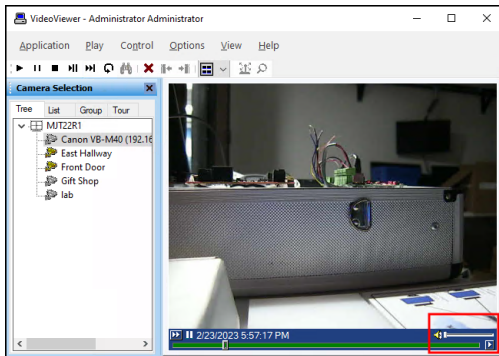 VideoViewer - Administrator Administrator
Application Play Control Options View Help
Camera Selection
Tree List Group Tour
MJT22R1
Canon VB-M40 (192.16
East Hallway
Front Door
Gift Shop
lab
2/23/2023 5:57:17 PM